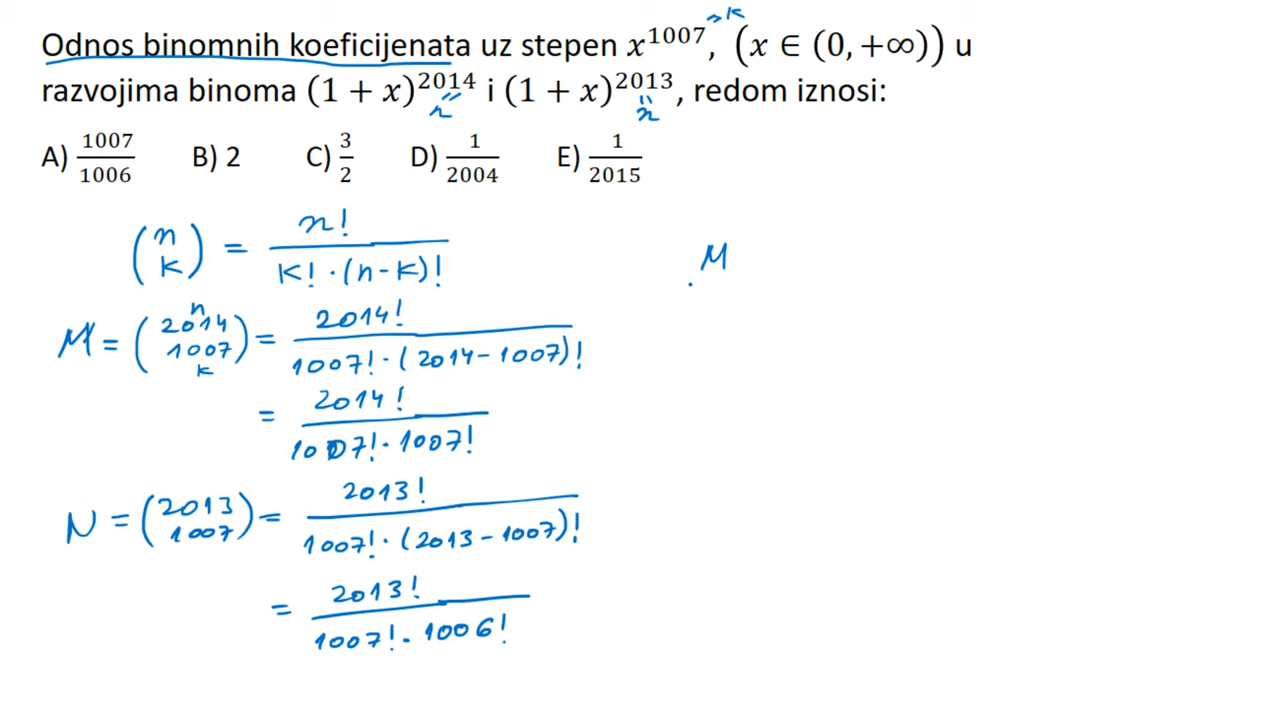 Odnos binomnih koeficijenata uz stepen x^1007, (x ∈ (0, +∞)) u
→ k
razvojima binoma (1 + x)^2014 i (1 + x)^2013, redom iznosi:
= n = n
A) 1007/1006 B) 2 C) 3/2 D) 1/2004 E) 1/2015
(n k) = n! / (k! · (n - k)!)
M
M = (2014 1007) = 2014! / (1007! · (2014 - 1007)!)
n
k
= 2014! / (1007! · 1007!)
N = (2013 1007) = 2013! / (1007! · (2013 - 1007)!)
= 2013! / (1007! · 1006!)